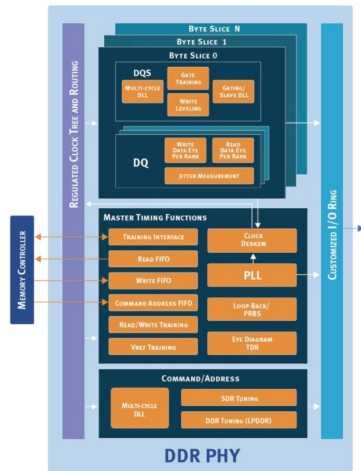 BYTE SLICE N
BYTE SLICE 1
BYTE SLICE 0
DQS
MULTI-CYCLE
DLL
GATE
TRAINING
WRITE
LEVELING
GATING/
SLAVE DLL
DQ
WRITE
DATA EYE
PER RANK
READ
DATA EYE
PER RANK
JITTER MEASUREMENT
REGULATED CLOCK TREE AND ROUTING
CUSTOMIZED I/O RING
MEMORY CONTROLLER
MASTER TIMING FUNCTIONS
TRAINING INTERFACE
READ FIFO
WRITE FIFO
COMMAND ADDRESS FIFO
READ/WRITE TRAINING
VREF TRAINING
CLOCK
DESKEW
PLL
LOOP BACK/
PRBS
EYE DIAGRAM
TDR
COMMAND/ADDRESS
MULTI-CYCLE
DLL
SDR TUNING
DDR TUNING (LPDDR)
DDR PHY